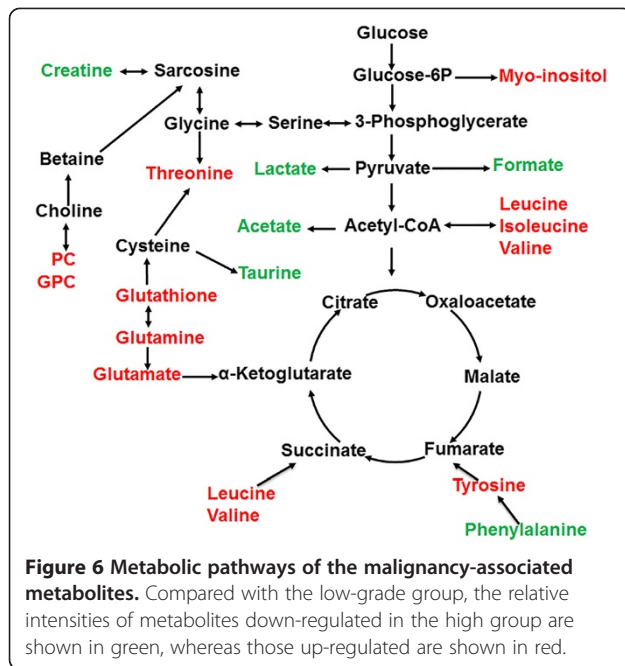 Glucose
Creatine Sarcosine Glucose-6P Myo-inositol
Glycine Serine 3-Phosphoglycerate
Betaine Threonine Lactate Pyruvate Formate
Choline Cysteine Acetate Acetyl-CoA Leucine
Isoleucine
Valine
PC
GPC
Taurine
Glutathione Citrate Oxaloacetate
Glutamine
Glutamate α-Ketoglutarate Malate
Succinate Fumarate
Leucine
Valine
Tyrosine
Phenylalanine
Figure 6 Metabolic pathways of the malignancy-associated
metabolites. Compared with the low-grade group, the relative
intensities of metabolites down-regulated in the high group are
shown in green, whereas those up-regulated are shown in red.